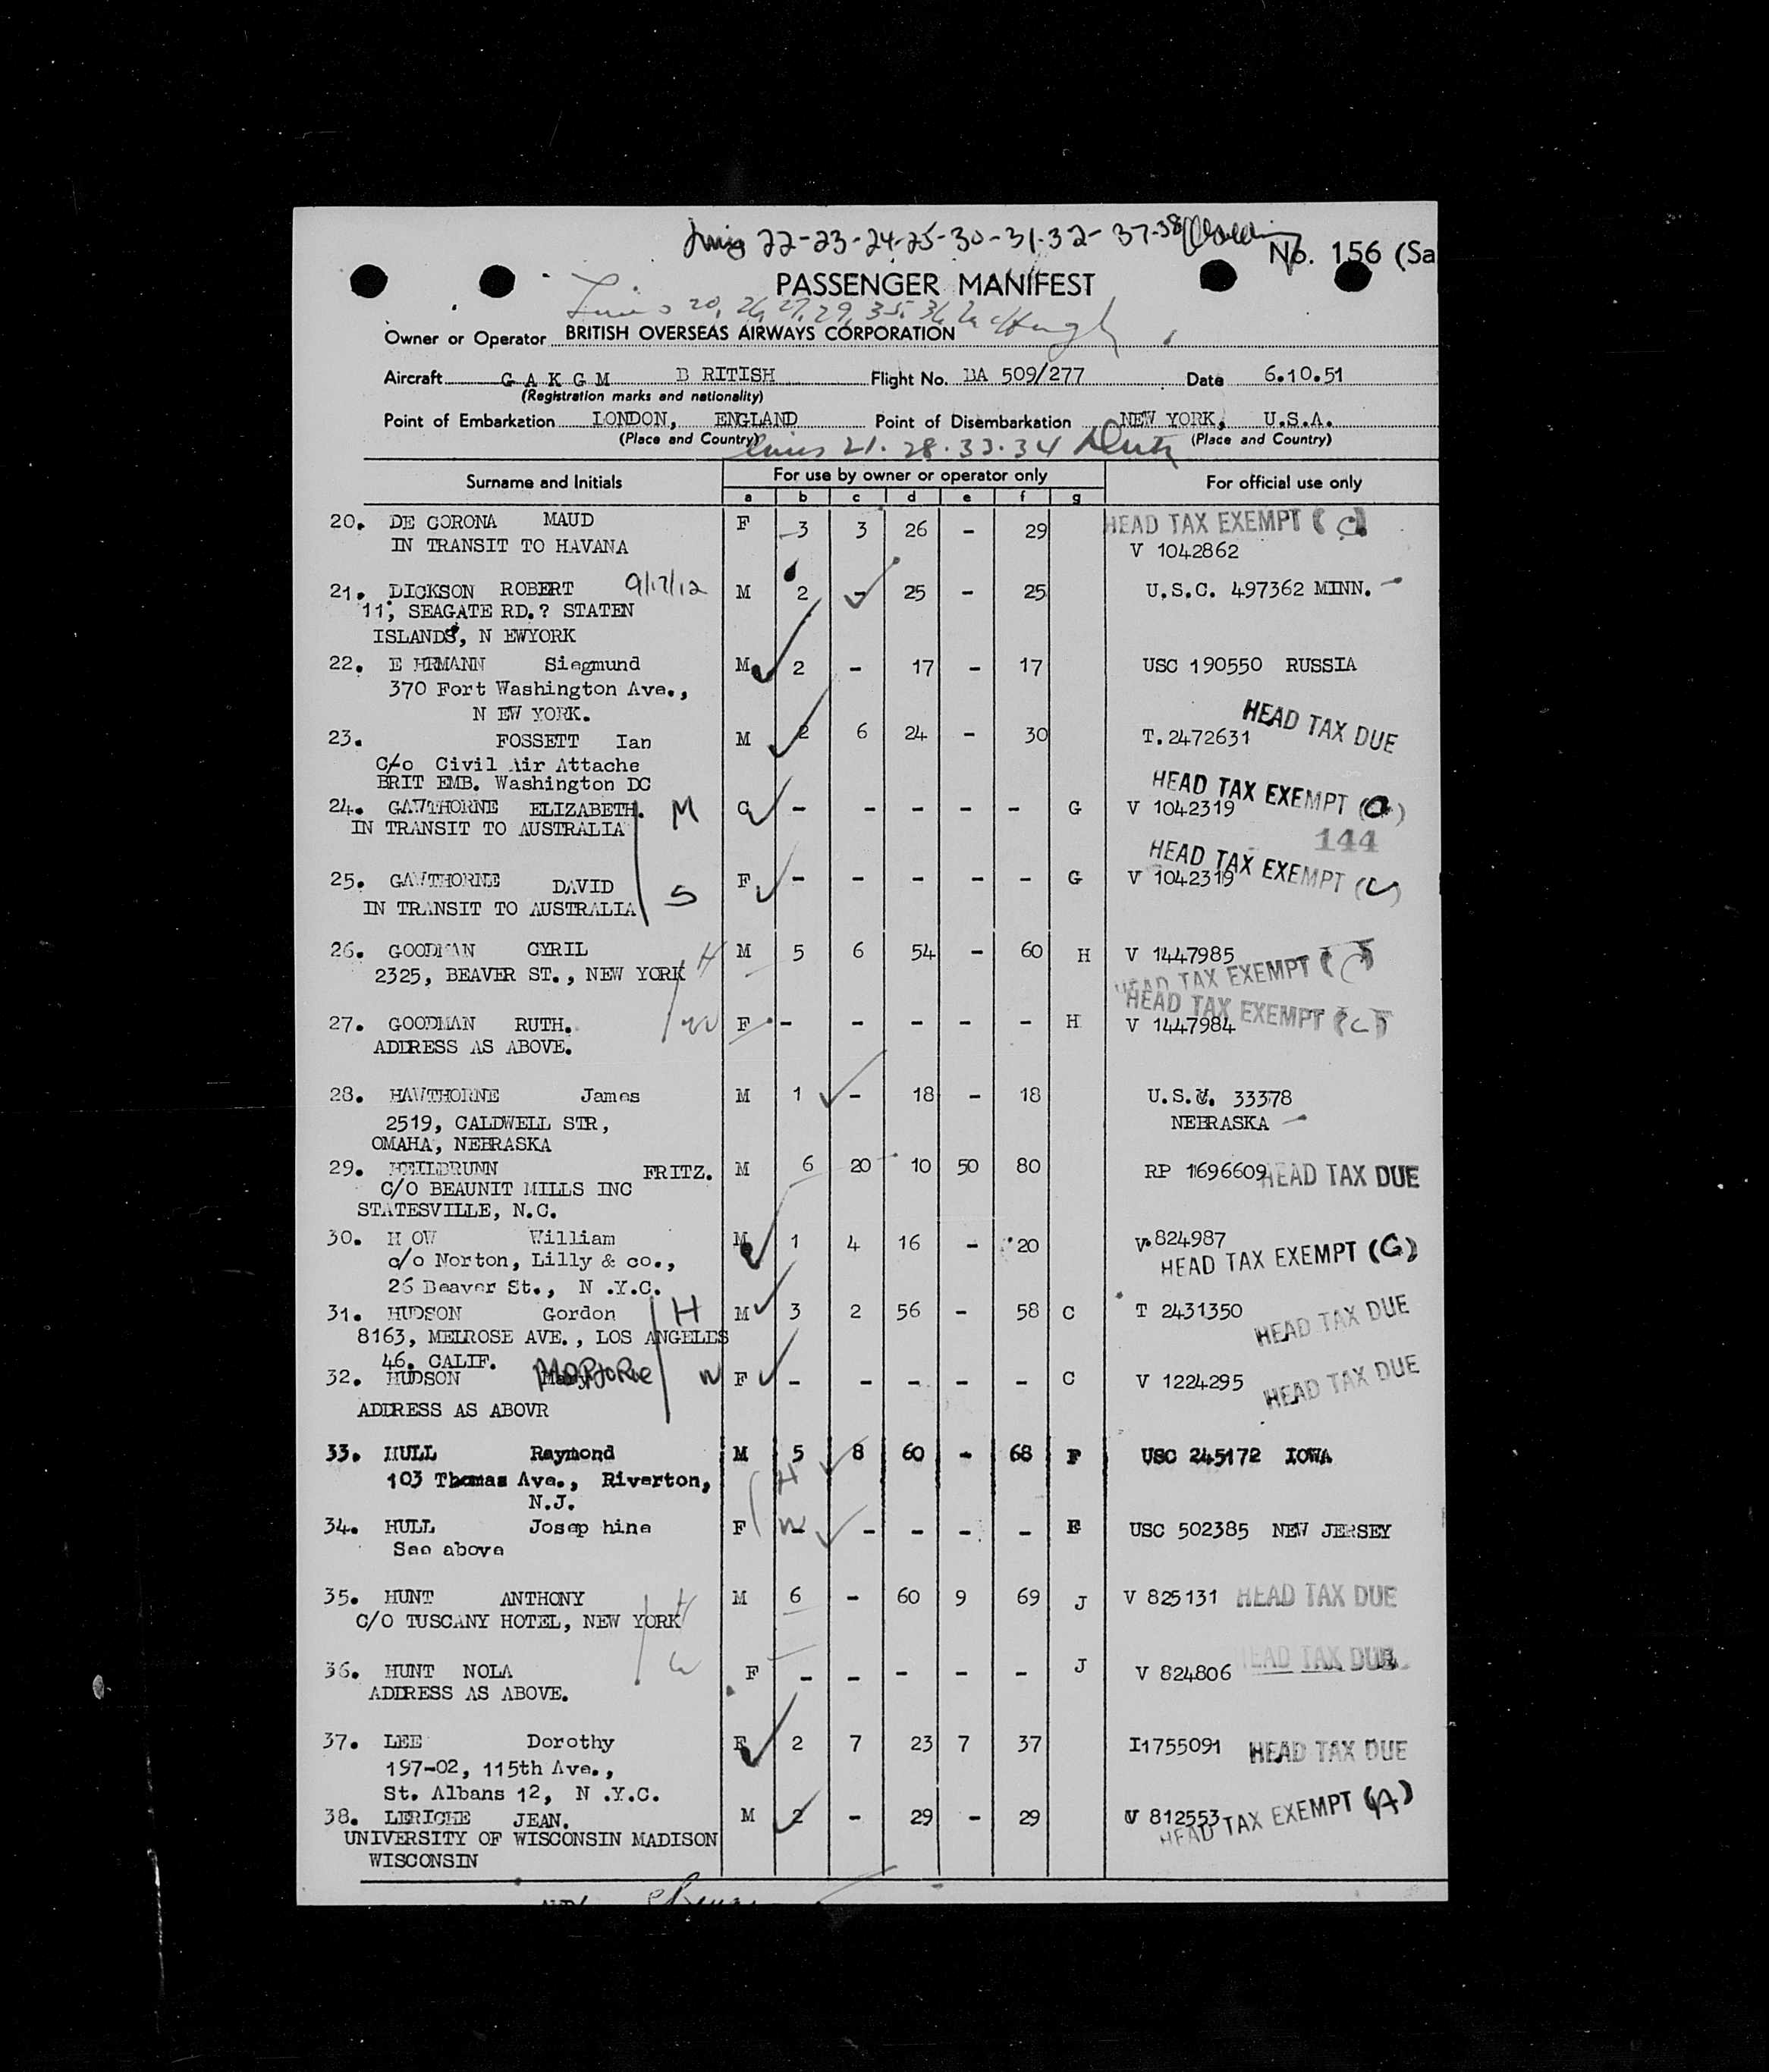 Lines 22-23-24-25-30-31-32-37-38
No. 156 (Sa
PASSENGER MANIFEST
Lines 20, 26, 27, 29, 35, 36
Owner or Operator BRITISH OVERSEAS AIRWAYS CORPORATION
Aircraft G A K G M B RITISH Flight No. BA 509/277 Date 6.10.51
(Registration marks and nationality)
Point of Embarkation LONDON, ENGLAND Point of Disembarkation NEW YORK, U.S.A.
(Place and Country) (Place and Country)
Lines 21. 28. 33. 34
Surname and Initials For use by owner or operator only For official use only
a b c d e f g
20. DE CORONA MAUD F 3 3 26 - 29 HEAD TAX EXEMPT (C)
IN TRANSIT TO HAVANA V 1042862
21. DICKSON ROBERT 9/17/12 M 2 - 25 - 25 U.S.C. 497362 MINN.
11, SEAGATE RD.? STATEN
ISLANDS, N EWYORK
22. E HRMANN Siegmund M 2 - 17 - 17 USC 190550 RUSSIA
370 Fort Washington Ave.,
N EW YORK.
HEAD TAX DUE
23. FOSSETT Ian M 2 6 24 - 30 T.2472631
C/o Civil Air Attache
BRIT EMB. Washington DC
HEAD TAX EXEMPT
24. GAWTHORNE ELIZABETH. M C - - - - - G V 1042319
IN TRANSIT TO AUSTRALIA
144
HEAD TAX EXEMPT
25. GAWTHORNE DAVID S F - - - - - G V 1042319
IN TRANSIT TO AUSTRALIA
26. GOODMAN CYRIL H M 5 6 54 - 60 H V 1447985
2325, BEAVER ST., NEW YORK HEAD TAX EXEMPT (C)
HEAD TAX EXEMPT (C)
27. GOODMAN RUTH. W F - - - - - H V 1447984
ADDRESS AS ABOVE.
28. HAWTHORNE James M 1 - 18 - 18 U.S.C. 33378
2519, CALDWELL STR, NEBRASKA
OMAHA, NEBRASKA
29. HEILBRUNN FRITZ. M 6 20 10 50 80 RP 1696609 HEAD TAX DUE
C/O BEAUNIT MILLS INC
STATESVILLE, N.C.
30. H OW William M 1 4 16 - 20 V.824987
c/o Norton, Lilly & co., HEAD TAX EXEMPT (G)
26 Beaver St., N .Y.C.
31. HUDSON Gordon H M 3 2 56 - 58 C T 2431350 HEAD TAX DUE
8163, MELROSE AVE., LOS ANGELES
46. CALIF.
32. HUDSON MARJORIE W F - - - - - C V 1224295 HEAD TAX DUE
ADDRESS AS ABOVR
33. HULL Raymond M 5 8 60 - 68 F USC 245172 IOWA
103 Thomas Ave., Riverton, H
N.J.
34. HULL Josep hine F W - - - - - F USC 502385 NEW JERSEY
See above
35. HUNT ANTHONY H M 6 - 60 9 69 J V 825131 HEAD TAX DUE
C/O TUSCANY HOTEL, NEW YORK
36. HUNT NOLA W F - - - - - J V 824806 HEAD TAX DUE
ADDRESS AS ABOVE.
37. LEE Dorothy F 2 7 23 7 37 I1755091 HEAD TAX DUE
197-02, 115th Ave.,
St. Albans 12, N .Y.C.
38. LERICHE JEAN. M 2 - 29 - 29 V 812553 HEAD TAX EXEMPT (A)
UNIVERSITY OF WISCONSIN MADISON
WISCONSIN